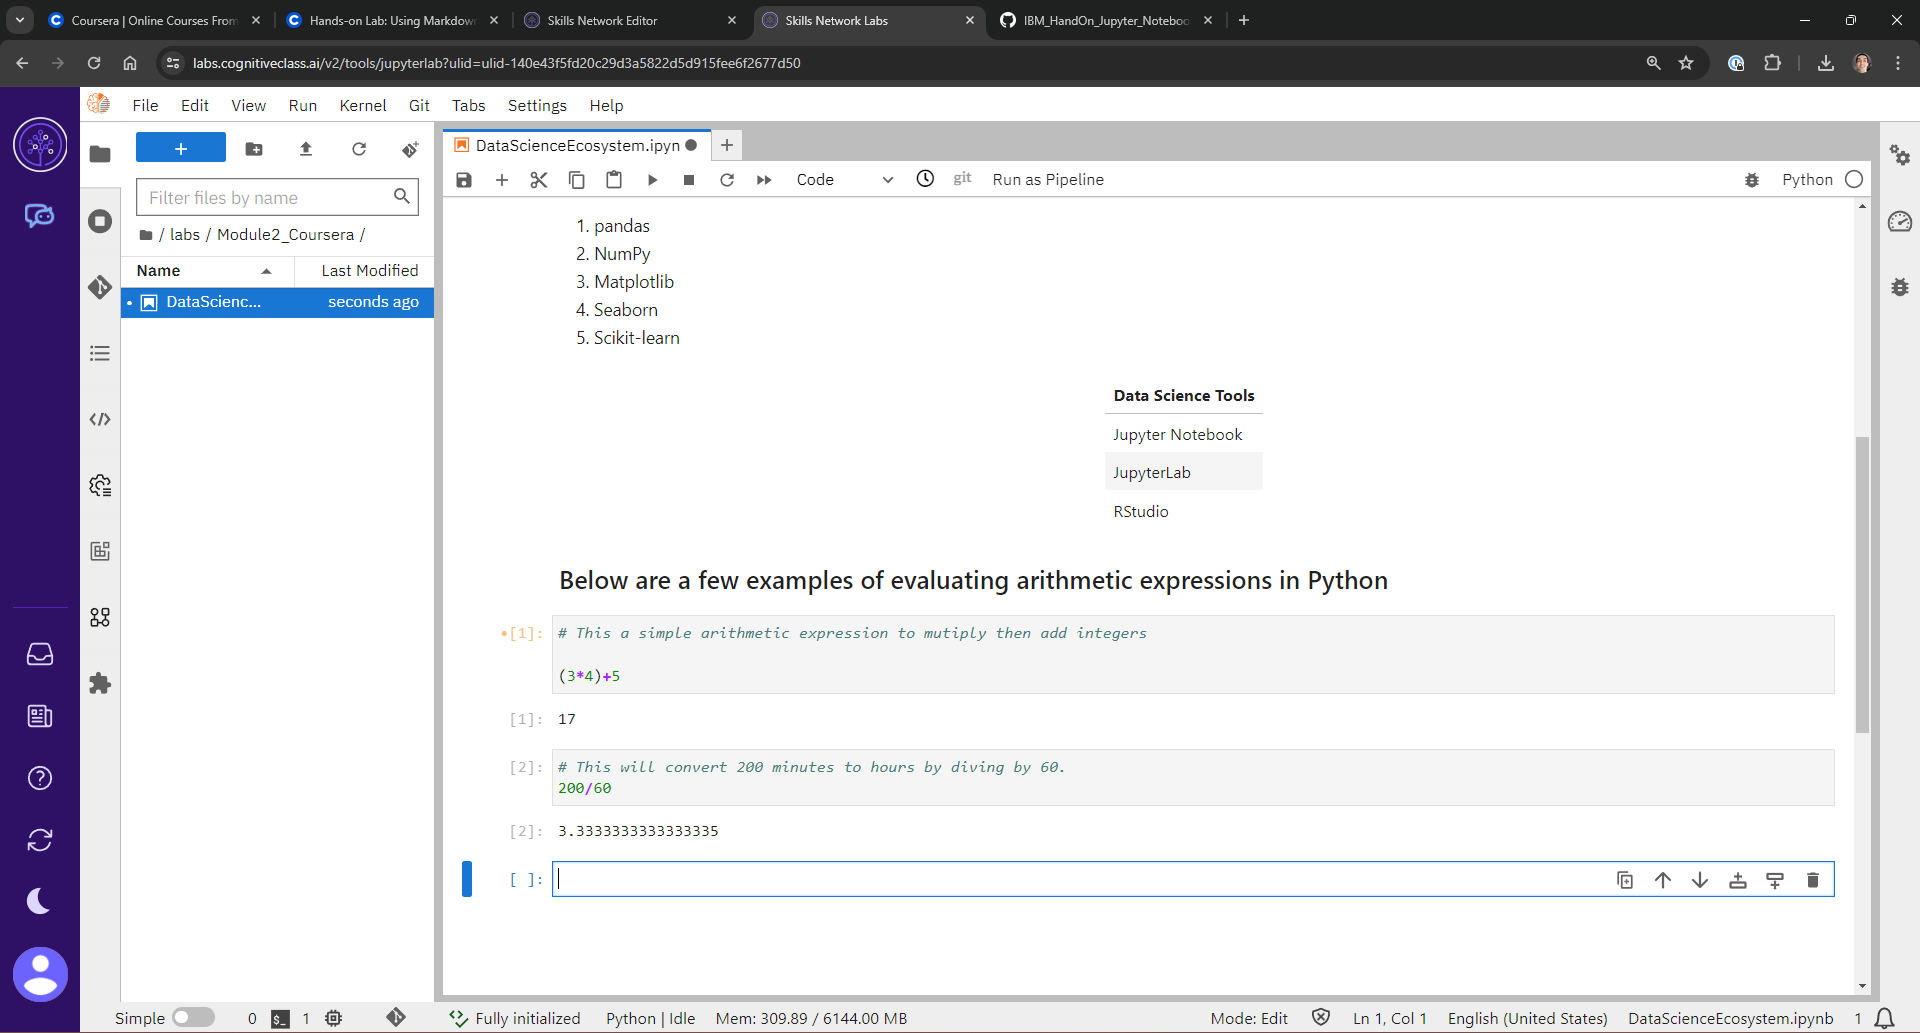 Coursera | Online Courses From
Hands-on Lab: Using Markdown
Skills Network Editor
Skills Network Labs
IBM_HandOn_Jupyter_Noteboo
labs.cognitiveclass.ai/v2/tools/jupyterlab?ulid=ulid-140e43f5fd20c29d3a5822d5d915fee6f2677d50
File Edit View Run Kernel Git Tabs Settings Help
DataScienceEcosystem.ipyn
Code
git
Run as Pipeline
Python
Filter files by name
/ labs / Module2_Coursera /
Name Last Modified
DataScienc... seconds ago
1. pandas
2. NumPy
3. Matplotlib
4. Seaborn
5. Scikit-learn
Data Science Tools
Jupyter Notebook
JupyterLab
RStudio
Below are a few examples of evaluating arithmetic expressions in Python
[1]: # This a simple arithmetic expression to mutiply then add integers
(3*4)+5
[1]: 17
[2]: # This will convert 200 minutes to hours by diving by 60.
200/60
[2]: 3.3333333333333335
[ ]:
Simple 0 $_ 1 Fully initialized Python | Idle Mem: 309.89 / 6144.00 MB Mode: Edit Ln 1, Col 1 English (United States) DataScienceEcosystem.ipynb 1